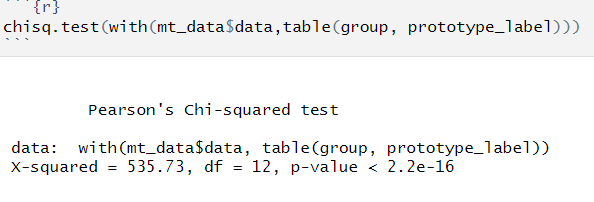 ```{r}
chisq.test(with(mt_data$data,table(group, prototype_label)))
```
Pearson's Chi-squared test
data:  with(mt_data$data, table(group, prototype_label))
X-squared = 535.73, df = 12, p-value < 2.2e-16